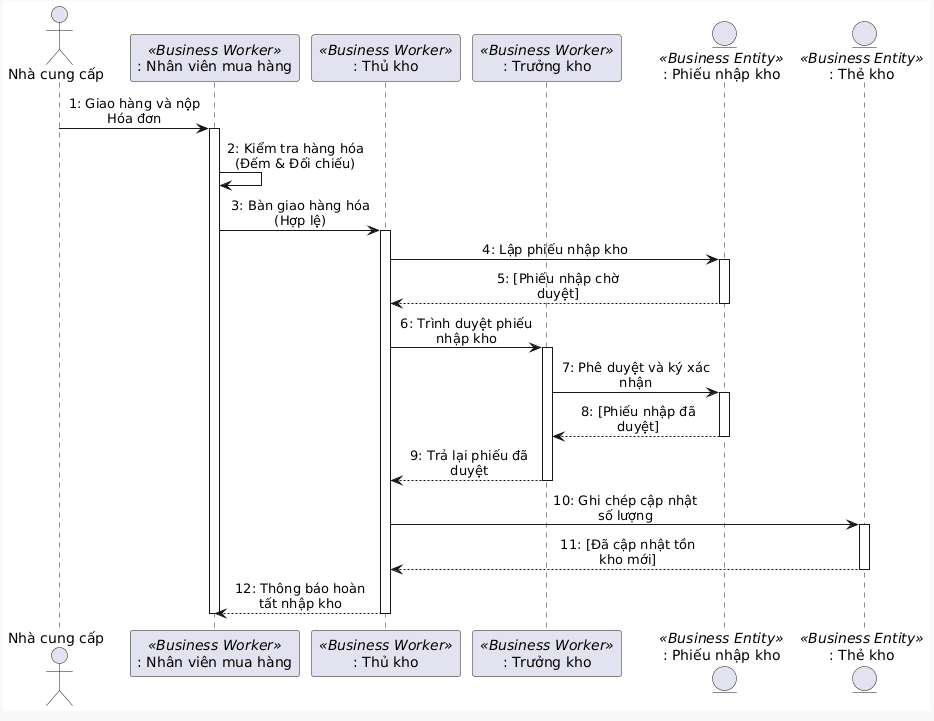 Nhà cung cấp
«Business Worker»
: Nhân viên mua hàng
«Business Worker»
: Thủ kho
«Business Worker»
: Trưởng kho
«Business Entity»
: Phiếu nhập kho
«Business Entity»
: Thẻ kho
1: Giao hàng và nộp
Hóa đơn
2: Kiểm tra hàng hóa
(Đếm & Đối chiếu)
3: Bàn giao hàng hóa
(Hợp lệ)
4: Lập phiếu nhập kho
5: [Phiếu nhập chờ
duyệt]
6: Trình duyệt phiếu
nhập kho
7: Phê duyệt và ký xác
nhận
8: [Phiếu nhập đã
duyệt]
9: Trả lại phiếu đã
duyệt
10: Ghi chép cập nhật
số lượng
11: [Đã cập nhật tồn
kho mới]
12: Thông báo hoàn
tất nhập kho
Nhà cung cấp
«Business Worker»
: Nhân viên mua hàng
«Business Worker»
: Thủ kho
«Business Worker»
: Trưởng kho
«Business Entity»
: Phiếu nhập kho
«Business Entity»
: Thẻ kho